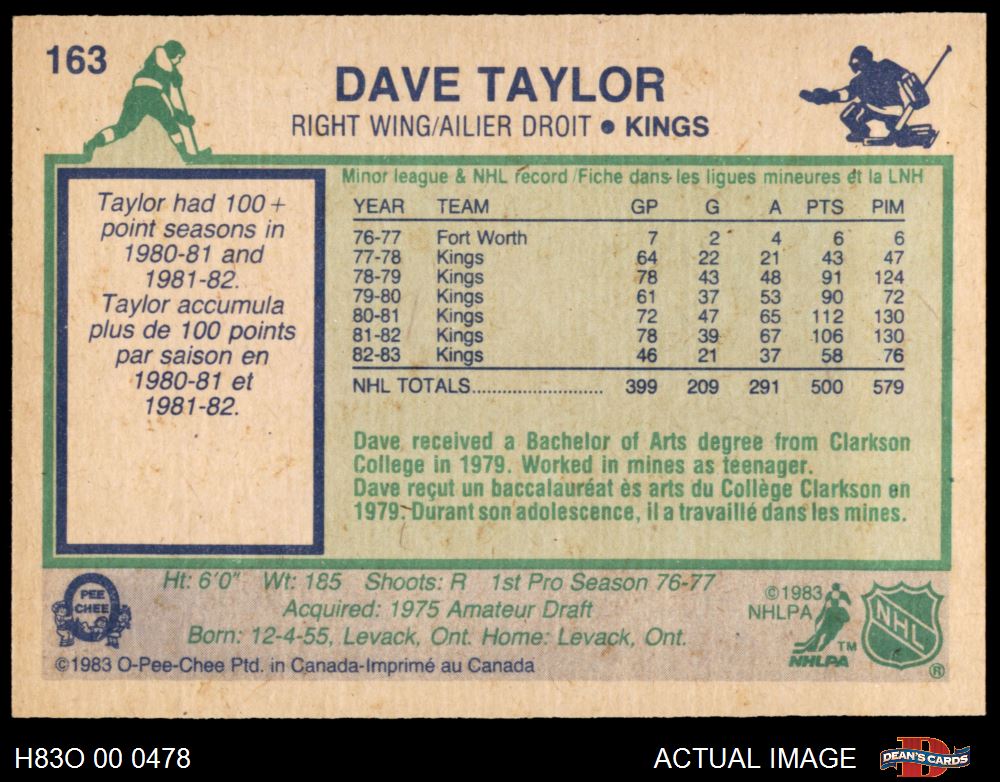 163
DAVE TAYLOR
RIGHT WING/AILIER DROIT • KINGS
Taylor had 100+
point seasons in
1980-81 and
1981-82.
Taylor accumula
plus de 100 points
par saison en
1980-81 et
1981-82.
Minor league & NHL record/Fiche dans les ligues mineures et la LNH
YEAR TEAM GP G A PTS PIM
76-77 Fort Worth 7 2 4 6 6
77-78 Kings 64 22 21 43 47
78-79 Kings 78 43 48 91 124
79-80 Kings 61 37 53 90 72
80-81 Kings 72 47 65 112 130
81-82 Kings 78 39 67 106 130
82-83 Kings 46 21 37 58 76
NHL TOTALS............................ 399 209 291 500 579
Dave received a Bachelor of Arts degree from Clarkson
College in 1979. Worked in mines as teenager.
Dave reçut un baccalauréat ès arts du Collège Clarkson en
1979. Durant son adolescence, il a travaillé dans les mines.
Ht: 6'0" Wt: 185 Shoots: R 1st Pro Season 76-77
Acquired: 1975 Amateur Draft
Born: 12-4-55, Levack, Ont. Home: Levack, Ont.
PEE
CHEE
©1983 O-Pee-Chee Ptd. in Canada-Imprimé au Canada
©1983
NHLPA
TM
NHLPA
NHL
®
H83O 00 0478
ACTUAL IMAGE
D
DEAN'S CARDS